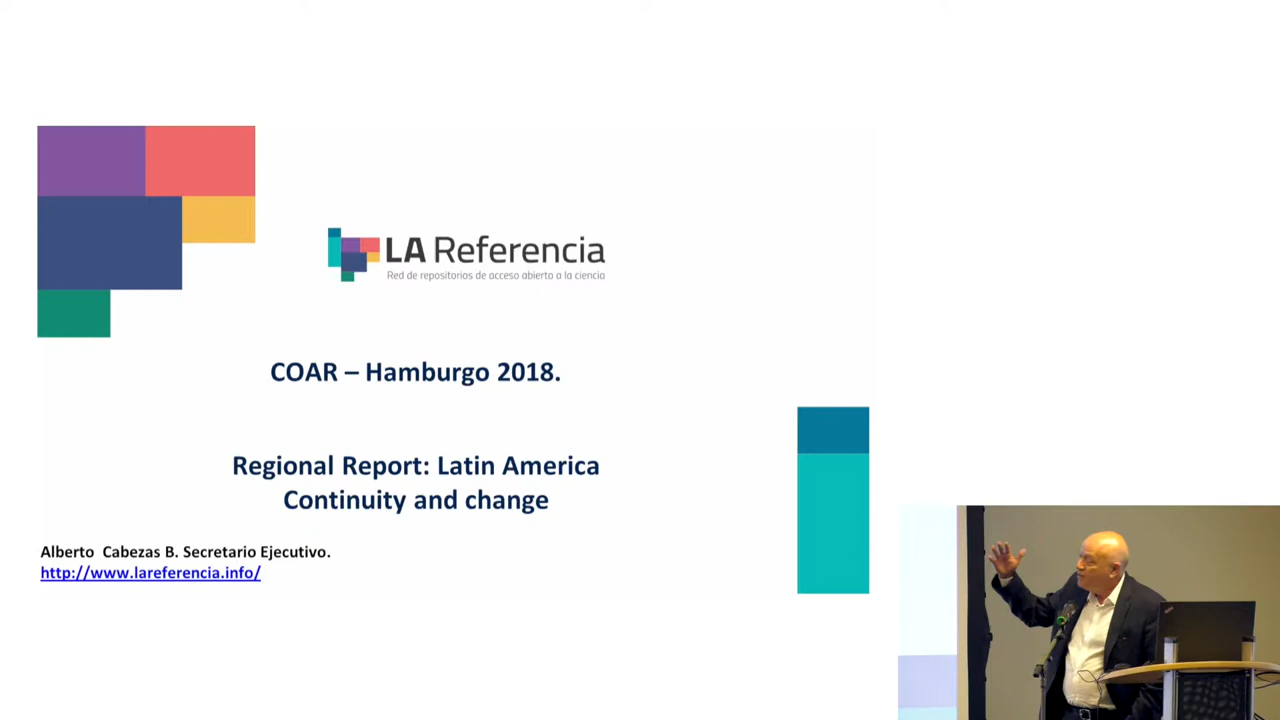 LA Referencia
Red de repositorios de acceso abierto a la ciencia
COAR – Hamburgo 2018.
Regional Report: Latin America
Continuity and change
Alberto Cabezas B. Secretario Ejecutivo.
http://www.lareferencia.info/